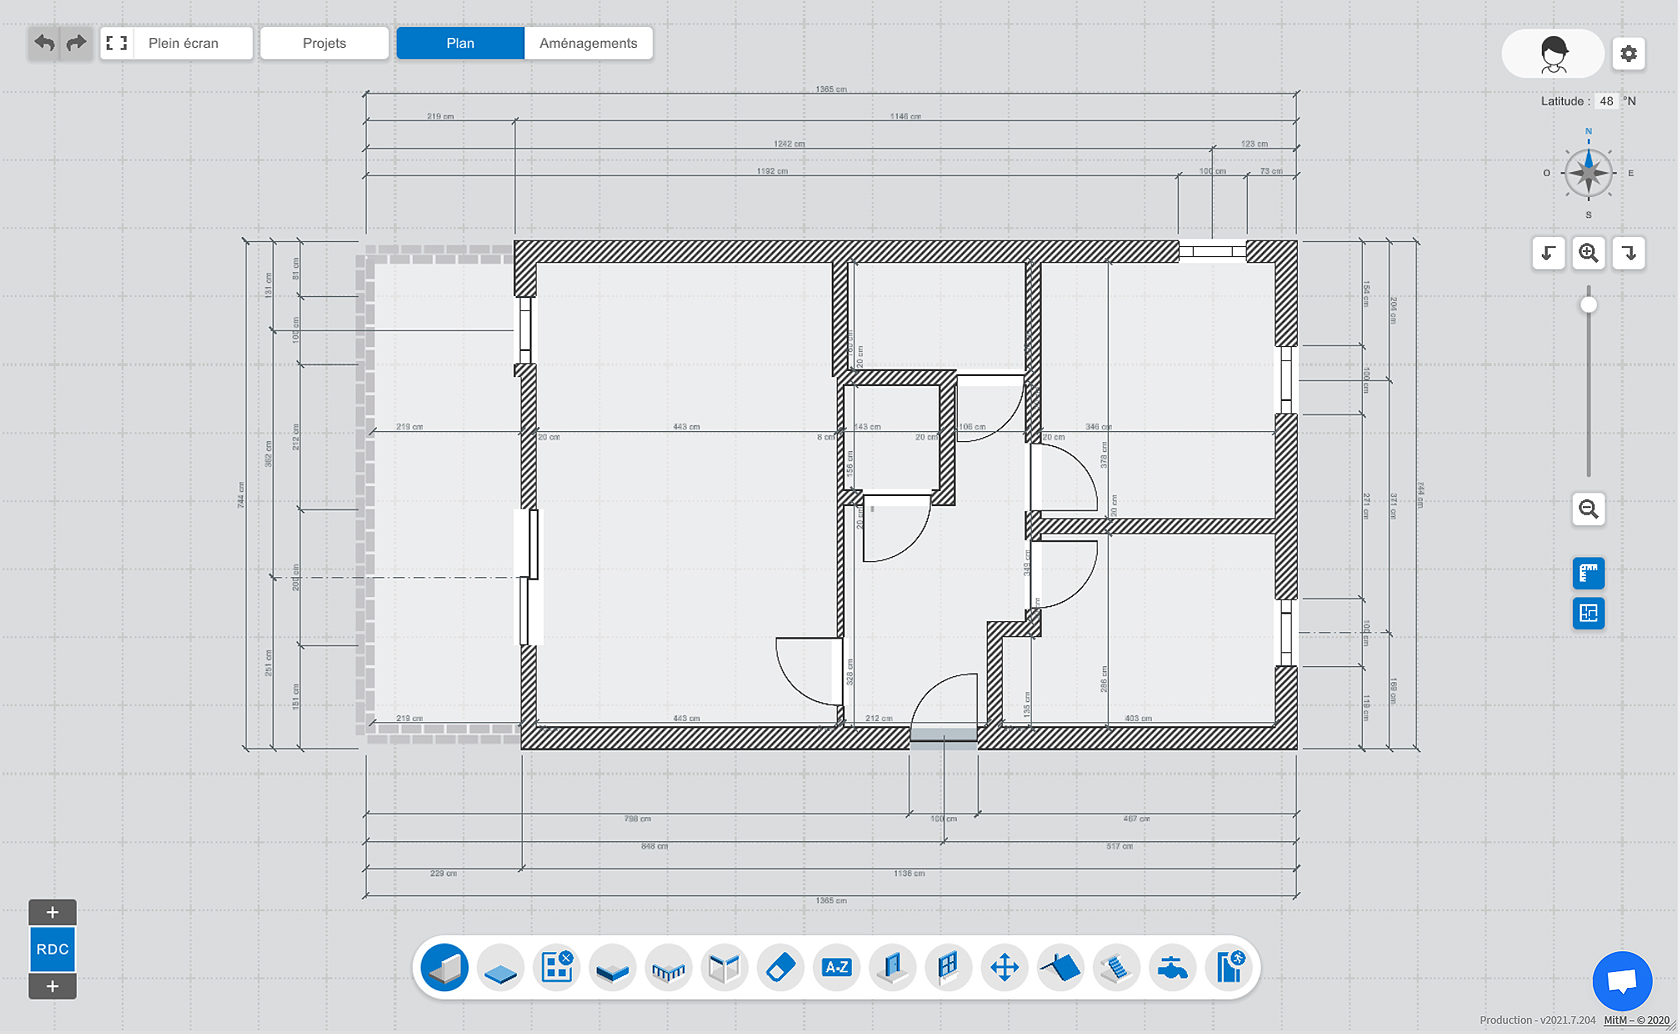 Plein écran
Projets
Plan
Aménagements
Latitude : 48 °N
N
O
E
S
1365 cm
219 cm
1146 cm
1242 cm
123 cm
1192 cm
100 cm
73 cm
81 cm
131 cm
100 cm
212 cm
382 cm
744 cm
200 cm
251 cm
151 cm
154 cm
204 cm
100 cm
271 cm
371 cm
744 cm
100 cm
169 cm
119 cm
20 cm
219 cm
443 cm
143 cm
106 cm
346 cm
20 cm
8 cm
20 cm
20 cm
156 cm
378 cm
20 cm
20 cm
349 cm
328 cm
286 cm
135 cm
219 cm
443 cm
212 cm
403 cm
798 cm
100 cm
467 cm
848 cm
517 cm
229 cm
1136 cm
1365 cm
+
RDC
+
A-Z
Production - v2021.7.204 MitM – © 2020